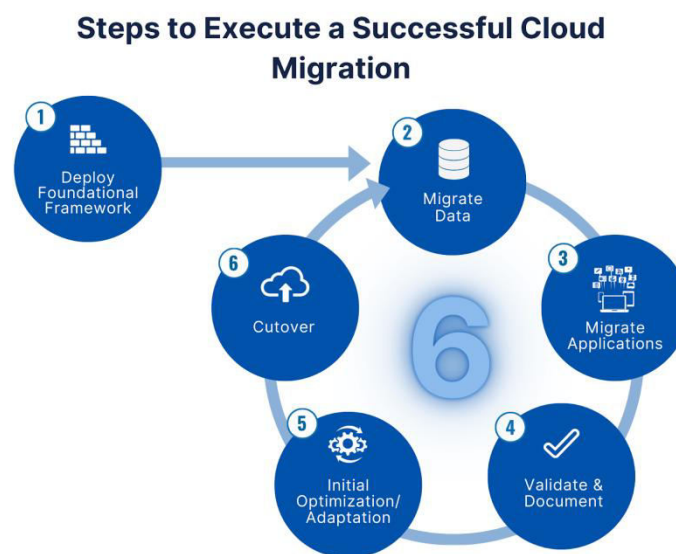 Steps to Execute a Successful Cloud
Migration
1
Deploy
Foundational
Framework
2
Migrate
Data
3
Migrate
Applications
4
Validate &
Document
5
Initial
Optimization/
Adaptation
6
Cutover
6